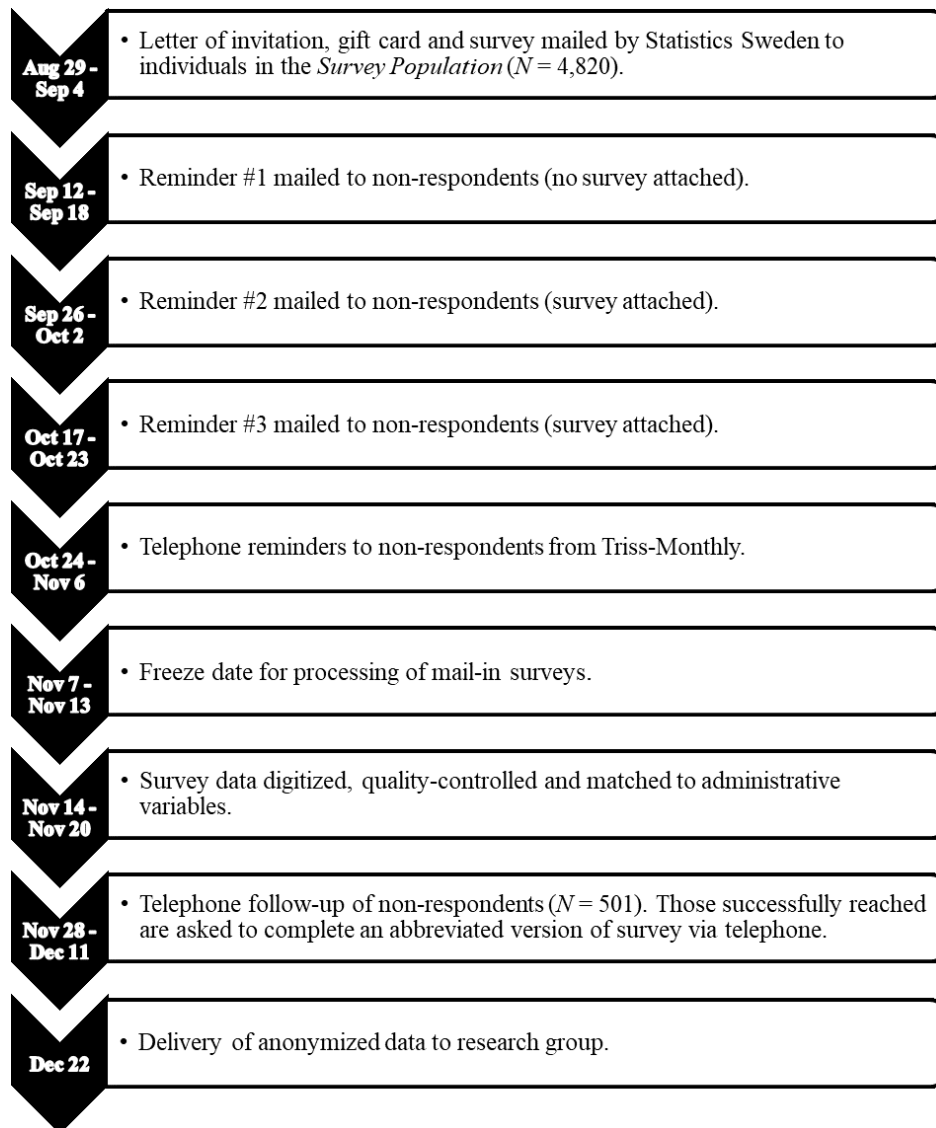 Aug 29 -
Sep 4
• Letter of invitation, gift card and survey mailed by Statistics Sweden to
individuals in the Survey Population (N = 4,820).
Sep 12 -
Sep 18
• Reminder #1 mailed to non-respondents (no survey attached).
Sep 26 -
Oct 2
• Reminder #2 mailed to non-respondents (survey attached).
Oct 17 -
Oct 23
• Reminder #3 mailed to non-respondents (survey attached).
Oct 24 -
Nov 6
• Telephone reminders to non-respondents from Triss-Monthly.
Nov 7 -
Nov 13
• Freeze date for processing of mail-in surveys.
Nov 14 -
Nov 20
• Survey data digitized, quality-controlled and matched to administrative
variables.
Nov 28 -
Dec 11
• Telephone follow-up of non-respondents (N = 501). Those successfully reached
are asked to complete an abbreviated version of survey via telephone.
Dec 22
• Delivery of anonymized data to research group.